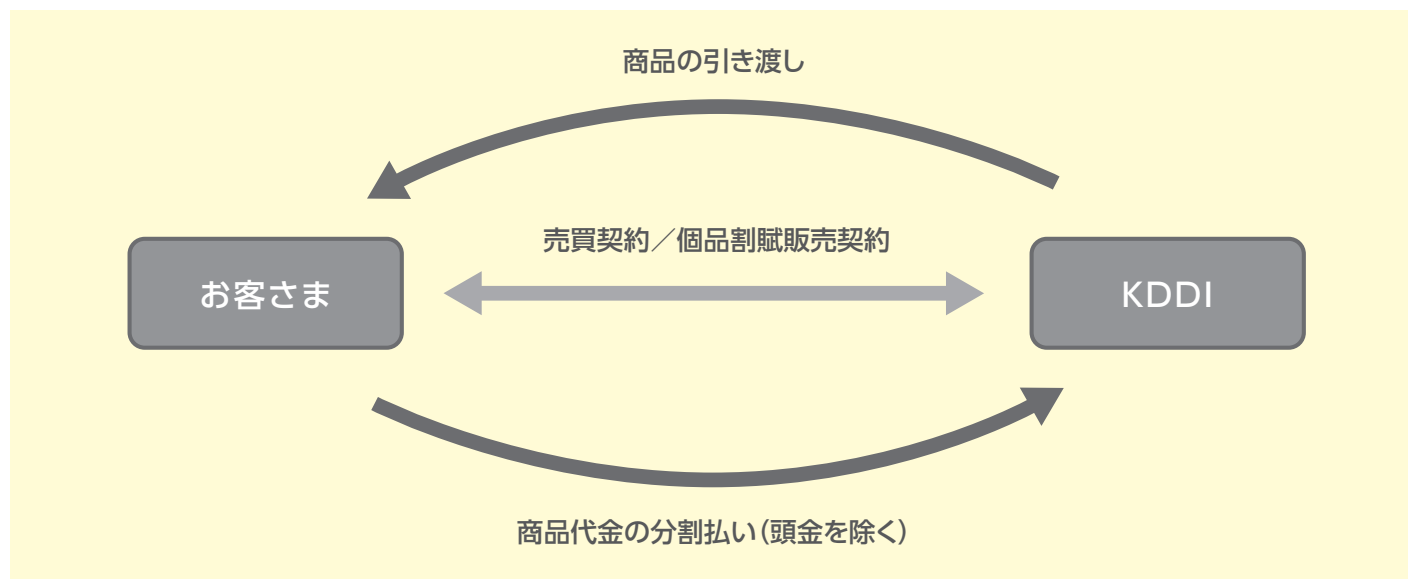 商品の引き渡し
売買契約／個品割賦販売契約
お客さま
KDDI
商品代金の分割払い（頭金を除く）